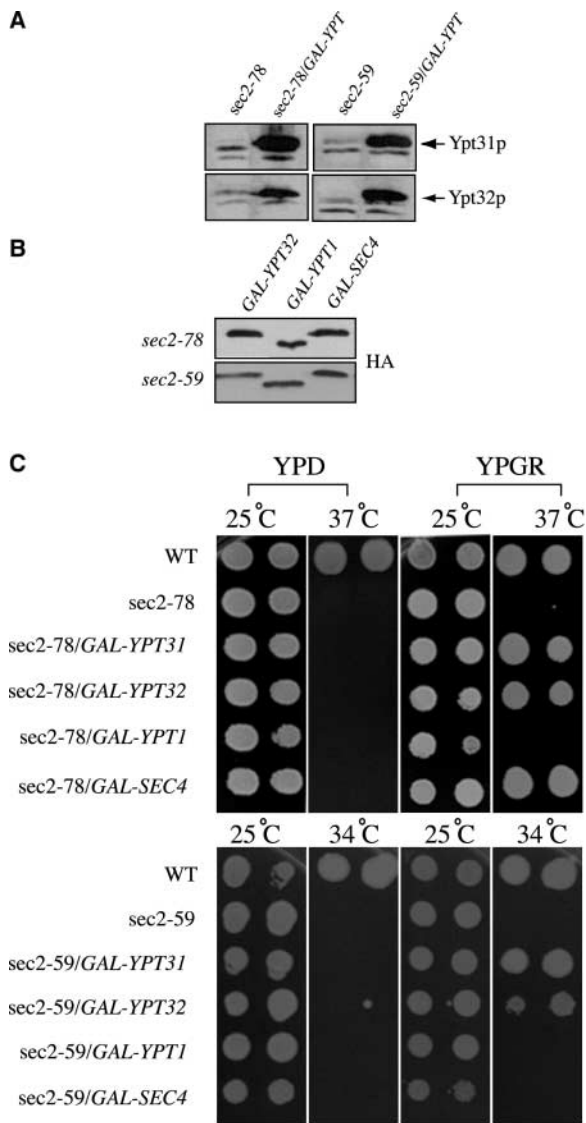 A
sec2-78
sec2-78/GAL-YPT
sec2-59
sec2-59/GAL-YPT
Ypt31p
Ypt32p
B
GAL-YPT32
GAL-YPT1
GAL-SEC4
sec2-78
sec2-59
HA
C
YPD YPGR
25°C 37°C 25°C 37°C
WT
sec2-78
sec2-78/GAL-YPT31
sec2-78/GAL-YPT32
sec2-78/GAL-YPT1
sec2-78/GAL-SEC4
25°C 34°C 25°C 34°C
WT
sec2-59
sec2-59/GAL-YPT31
sec2-59/GAL-YPT32
sec2-59/GAL-YPT1
sec2-59/GAL-SEC4